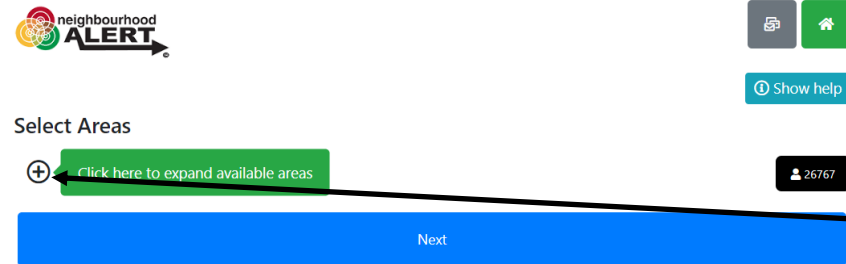 neighbourhood
ALERT
Show help
Select Areas
Click here to expand available areas
26767
Next